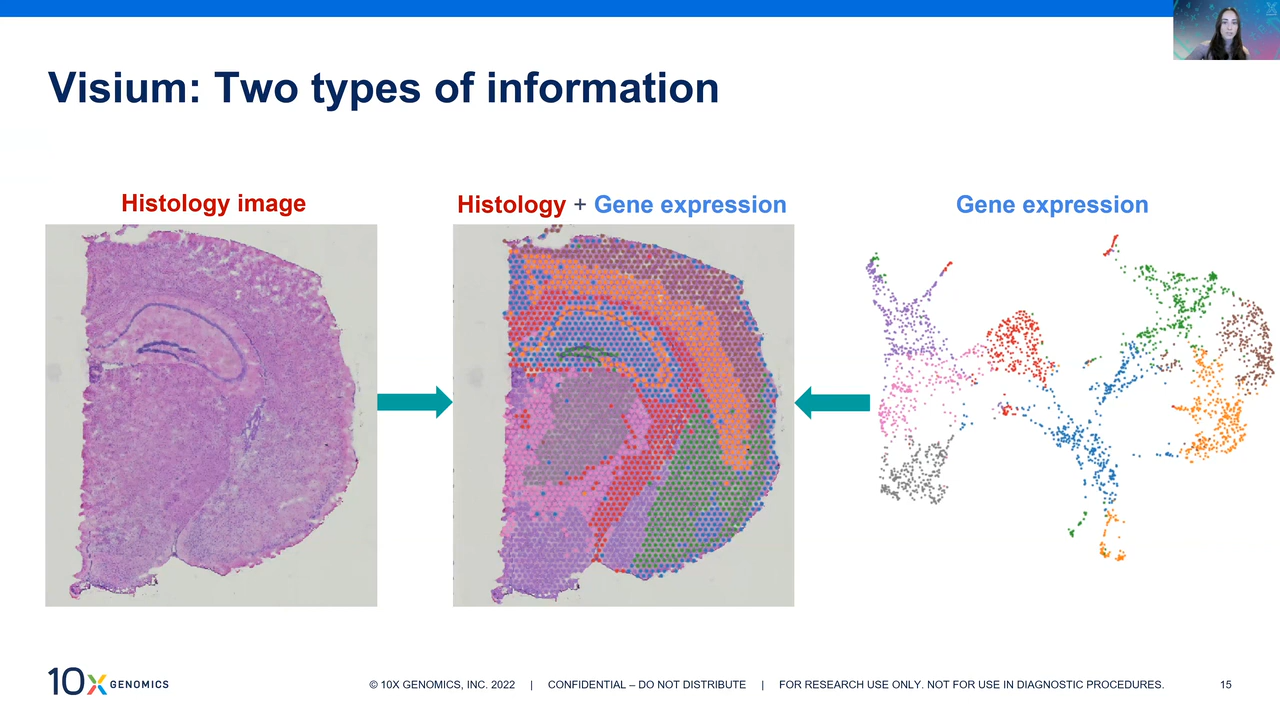 Visium: Two types of information
Histology image
Histology + Gene expression
Gene expression
10x GENOMICS
© 10X GENOMICS, INC. 2022 | CONFIDENTIAL – DO NOT DISTRIBUTE | FOR RESEARCH USE ONLY. NOT FOR USE IN DIAGNOSTIC PROCEDURES.
15